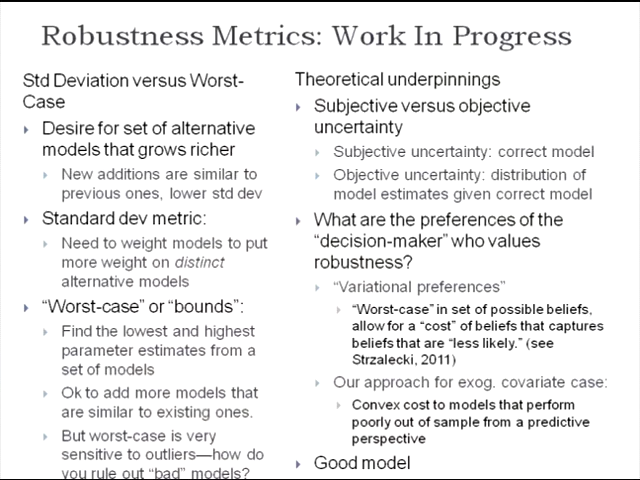 Robustness Metrics: Work In Progress
Std Deviation versus Worst-
Case
Desire for set of alternative
models that grows richer
New additions are similar to
previous ones, lower std dev
Standard dev metric:
Need to weight models to put
more weight on distinct
alternative models
“Worst-case” or “bounds”:
Find the lowest and highest
parameter estimates from a
set of models
Ok to add more models that
are similar to existing ones.
But worst-case is very
sensitive to outliers—how do
you rule out “bad” models?
Theoretical underpinnings
Subjective versus objective
uncertainty
Subjective uncertainty: correct model
Objective uncertainty: distribution of
model estimates given correct model
What are the preferences of the
“decision-maker” who values
robustness?
“Variational preferences”
“Worst-case” in set of possible beliefs,
allow for a “cost” of beliefs that captures
beliefs that are “less likely.” (see
Strzalecki, 2011)
Our approach for exog. covariate case:
Convex cost to models that perform
poorly out of sample from a predictive
perspective
Good model